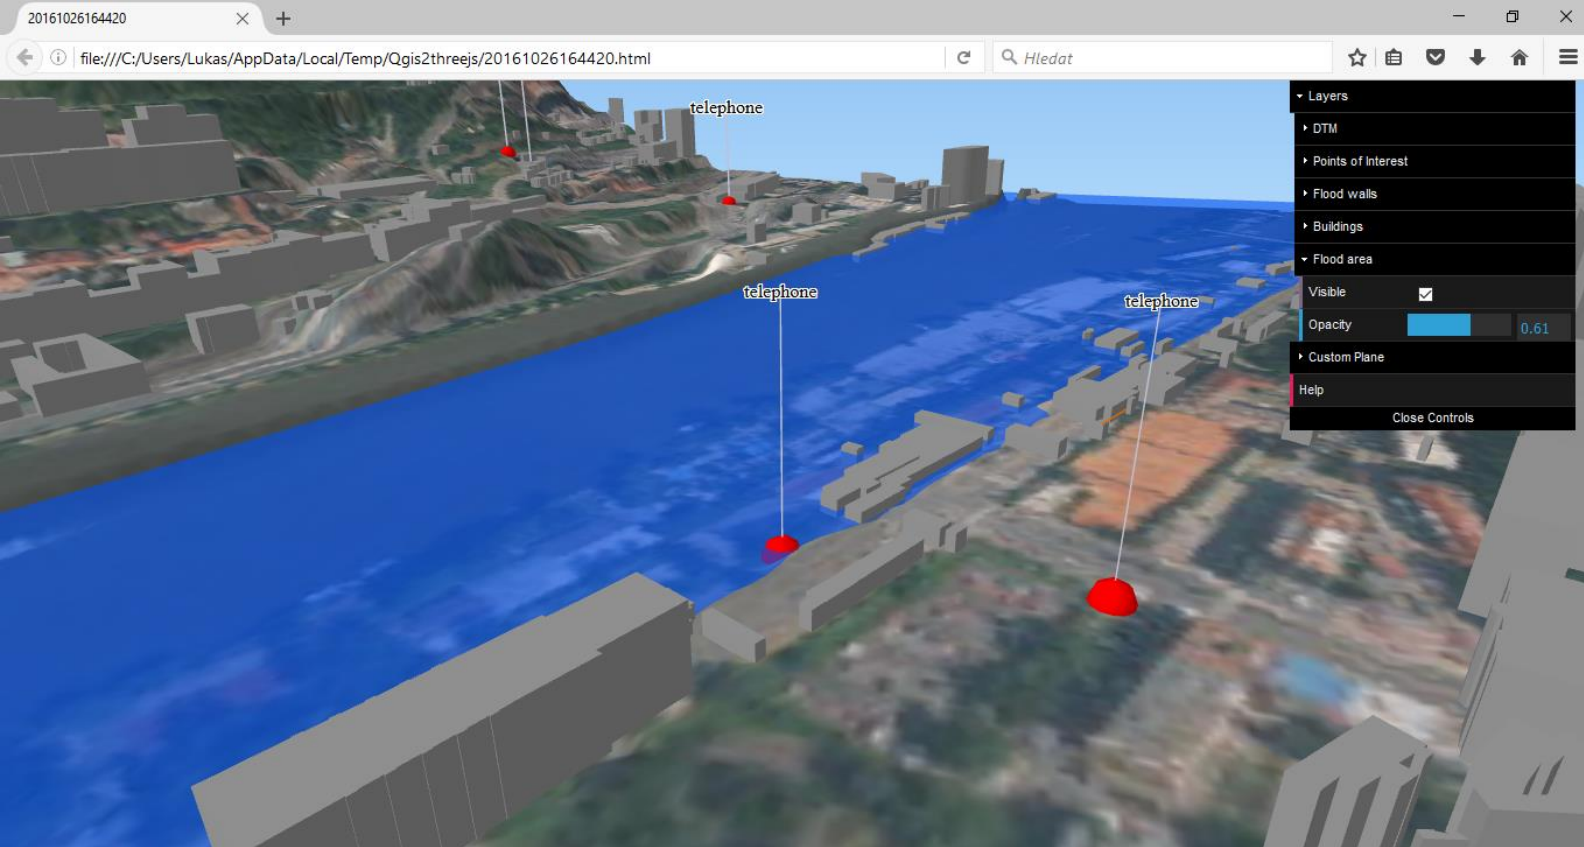 20161026164420
file:///C:/Users/Lukas/AppData/Local/Temp/Qgis2threejs/20161026164420.html
Hledat
telephone
telephone
telephone
Layers
DTM
Points of Interest
Flood walls
Buildings
Flood area
Visible
Opacity 0.61
Custom Plane
Help
Close Controls